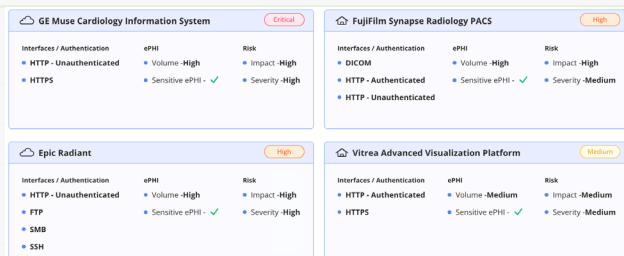 GE Muse Cardiology Information System
Critical
Interfaces / Authentication
ePHI
Risk
HTTP - Unauthenticated
Volume -High
Impact -High
HTTPS
Sensitive ePHI -
Severity -High
FujiFilm Synapse Radiology PACS
High
Interfaces / Authentication
ePHI
Risk
DICOM
Volume -High
Impact -High
HTTP - Authenticated
Sensitive ePHI -
Severity -Medium
HTTP - Unauthenticated
Epic Radiant
High
Interfaces / Authentication
ePHI
Risk
HTTP - Unauthenticated
Volume -High
Impact -High
FTP
Sensitive ePHI -
Severity -High
SMB
SSH
Vitrea Advanced Visualization Platform
Medium
Interfaces / Authentication
ePHI
Risk
HTTP - Authenticated
Volume -Medium
Impact -Medium
HTTPS
Sensitive ePHI -
Severity -Medium